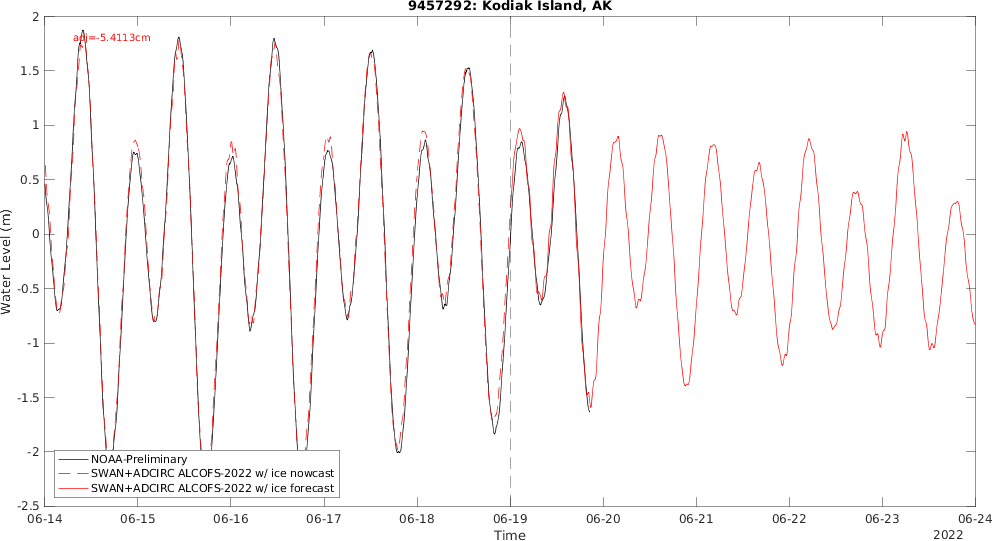 9457292: Kodiak Island, AK
adj=-5.4113cm
Water Level (m)
2
1.5
1
0.5
0
-0.5
-1
-1.5
-2
-2.5
NOAA-Preliminary
SWAN+ADCIRC ALCOFS-2022 w/ ice nowcast
SWAN+ADCIRC ALCOFS-2022 w/ ice forecast
06-14 06-15 06-16 06-17 06-18 06-19 06-20 06-21 06-22 06-23 06-24
Time
2022